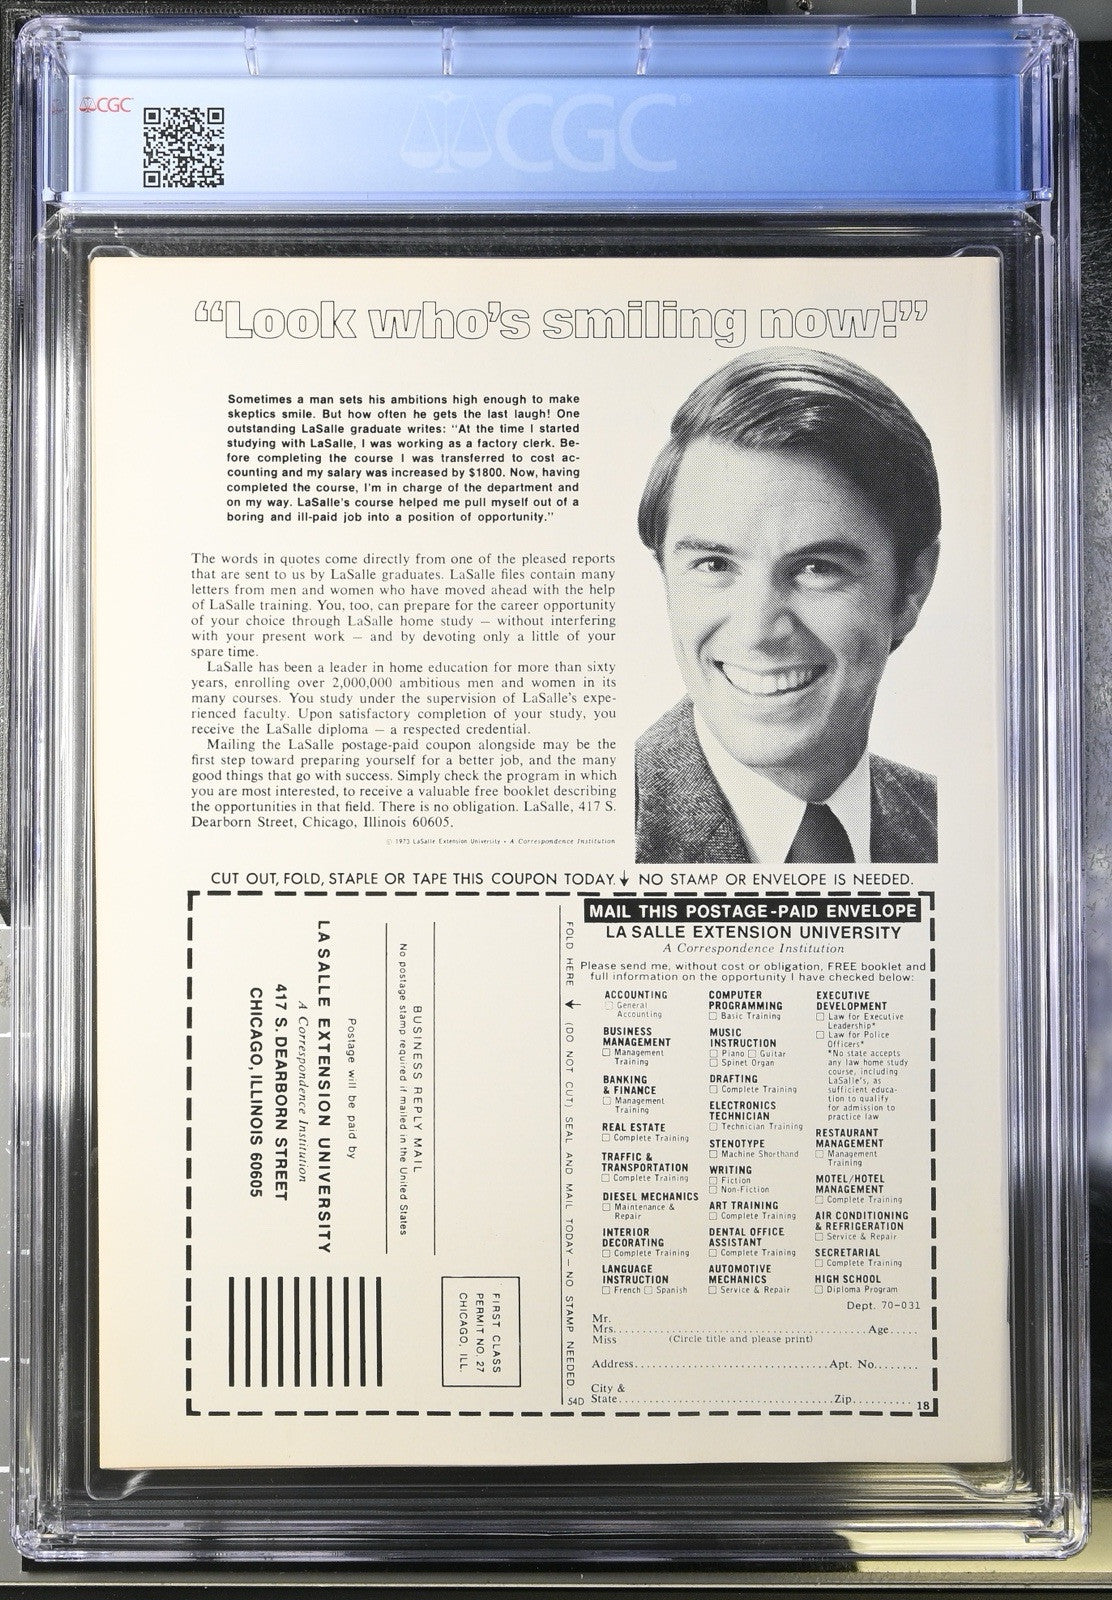 CGC
CGC
“Look who's smiling now!”
Sometimes a man sets his ambitions high enough to make
skeptics smile. But how often he gets the last laugh! One
outstanding LaSalle graduate writes: "At the time I started
studying with LaSalle, I was working as a factory clerk. Be-
fore completing the course I was transferred to cost ac-
counting and my salary was increased by $1800. Now, having
completed the course, I'm in charge of the department and
on my way. LaSalle's course helped me pull myself out of a
boring and ill-paid job into a position of opportunity."
The words in quotes come directly from one of the pleased reports
that are sent to us by LaSalle graduates. LaSalle files contain many
letters from men and women who have moved ahead with the help
of LaSalle training. You, too, can prepare for the career opportunity
of your choice through LaSalle home study — without interfering
with your present work — and by devoting only a little of your
spare time.
LaSalle has been a leader in home education for more than sixty
years, enrolling over 2,000,000 ambitious men and women in its
many courses. You study under the supervision of LaSalle's expe-
rienced faculty. Upon satisfactory completion of your study, you
receive the LaSalle diploma — a respected credential.
Mailing the LaSalle postage-paid coupon alongside may be the
first step toward preparing yourself for a better job, and the many
good things that go with success. Simply check the program in which
you are most interested, to receive a valuable free booklet describing
the opportunities in that field. There is no obligation. LaSalle, 417 S.
Dearborn Street, Chicago, Illinois 60605.
© 1973 LaSalle Extension University • A Correspondence Institution
CUT OUT, FOLD, STAPLE OR TAPE THIS COUPON TODAY. NO STAMP OR ENVELOPE IS NEEDED.
FIRST CLASS
PERMIT NO. 27
CHICAGO, ILL.
BUSINESS REPLY MAIL
No postage stamp required if mailed in the United States
Postage will be paid by
LA SALLE EXTENSION UNIVERSITY
A Correspondence Institution
417 S. DEARBORN STREET
CHICAGO, ILLINOIS 60605
FOLD HERE (DO NOT CUT) SEAL AND MAIL TODAY — NO STAMP NEEDED.
54D
MAIL THIS POSTAGE-PAID ENVELOPE
LA SALLE EXTENSION UNIVERSITY
A Correspondence Institution
Please send me, without cost or obligation, FREE booklet and
full information on the opportunity I have checked below:
ACCOUNTING
General
Accounting
BUSINESS
MANAGEMENT
Management
Training
BANKING
& FINANCE
Management
Training
REAL ESTATE
Complete Training
TRAFFIC &
TRANSPORTATION
Complete Training
DIESEL MECHANICS
Maintenance &
Repair
INTERIOR
DECORATING
Complete Training
LANGUAGE
INSTRUCTION
French Spanish
COMPUTER
PROGRAMMING
Basic Training
MUSIC
INSTRUCTION
Piano Guitar
Spinet Organ
DRAFTING
Complete Training
ELECTRONICS
TECHNICIAN
Technician Training
STENOTYPE
Machine Shorthand
WRITING
Fiction
Non-Fiction
ART TRAINING
Complete Training
DENTAL OFFICE
ASSISTANT
Complete Training
AUTOMOTIVE
MECHANICS
Service & Repair
EXECUTIVE
DEVELOPMENT
Law for Executive
Leadership*
Law for Police
Officers*
*No state accepts
any law home study
course, including
LaSalle's, as
sufficient educa-
tion to qualify
for admission to
practice law
RESTAURANT
MANAGEMENT
Management
Training
MOTEL/HOTEL
MANAGEMENT
Complete Training
AIR CONDITIONING
& REFRIGERATION
Service & Repair
SECRETARIAL
Complete Training
HIGH SCHOOL
Diploma Program
Dept. 70-031
Mr.
Mrs. Age
Miss (Circle title and please print)
Address Apt. No.
City &
State Zip
18